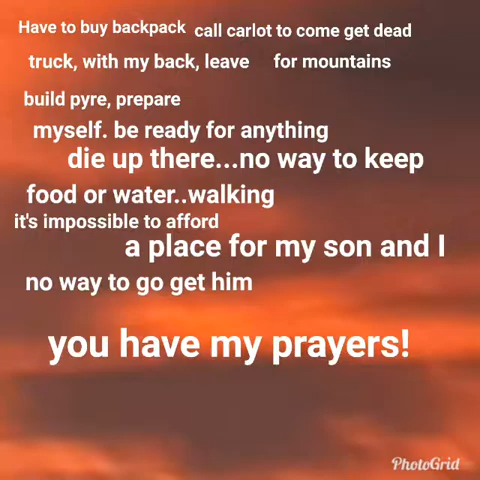 Have to buy backpack call carlot to come get dead
truck, with my back, leave for mountains
build pyre, prepare
myself. be ready for anything
die up there...no way to keep
food or water..walking
it's impossible to afford
a place for my son and I
no way to go get him
you have my prayers!
PhotoGrid